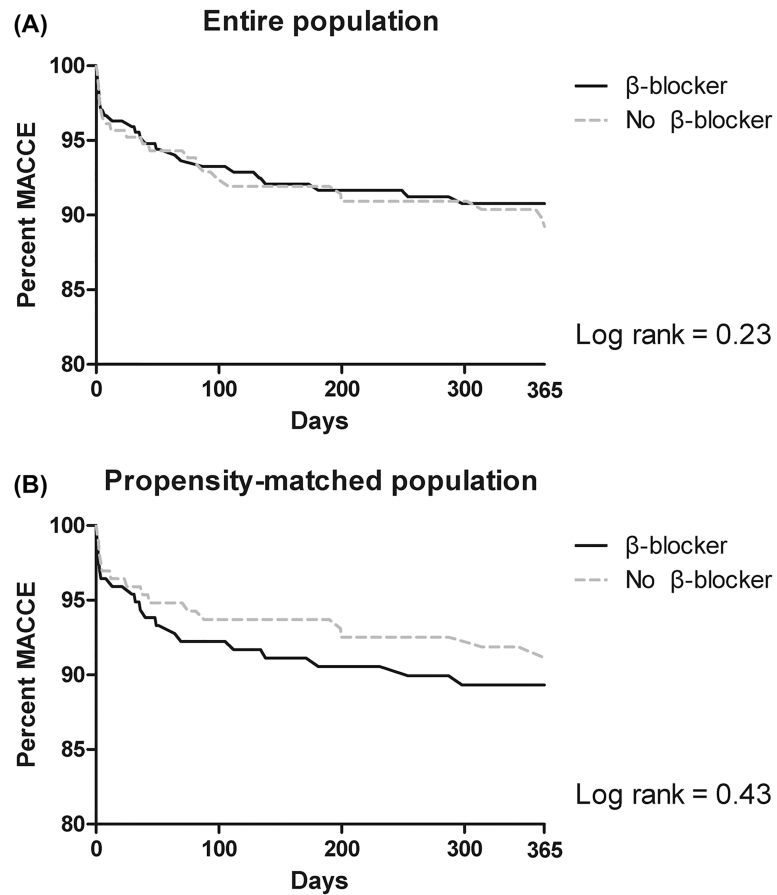 (A)
Entire population
100
95
90
85
80
Percent MACCE
0 100 200 300 365
Days
β-blocker
No β-blocker
Log rank = 0.23
(B)
Propensity-matched population
100
95
90
85
80
Percent MACCE
0 100 200 300 365
Days
β-blocker
No β-blocker
Log rank = 0.43